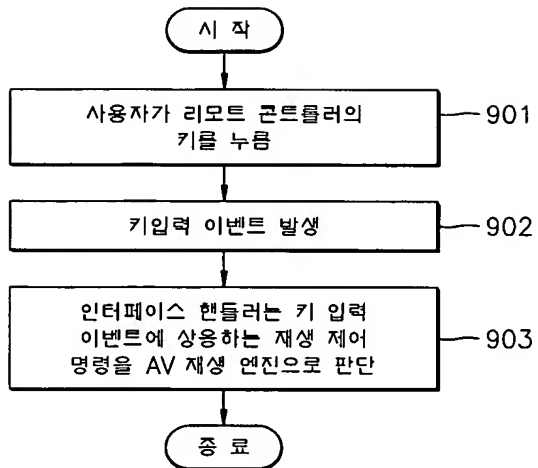 시 작
사용자가 리모트 콘트롤러의
키를 누름
901
키입력 이벤트 발생
902
인터페이스 핸들러는 키 입력
이벤트에 상응하는 재생 제어
명령을 AV 재생 엔진으로 판단
903
종 료